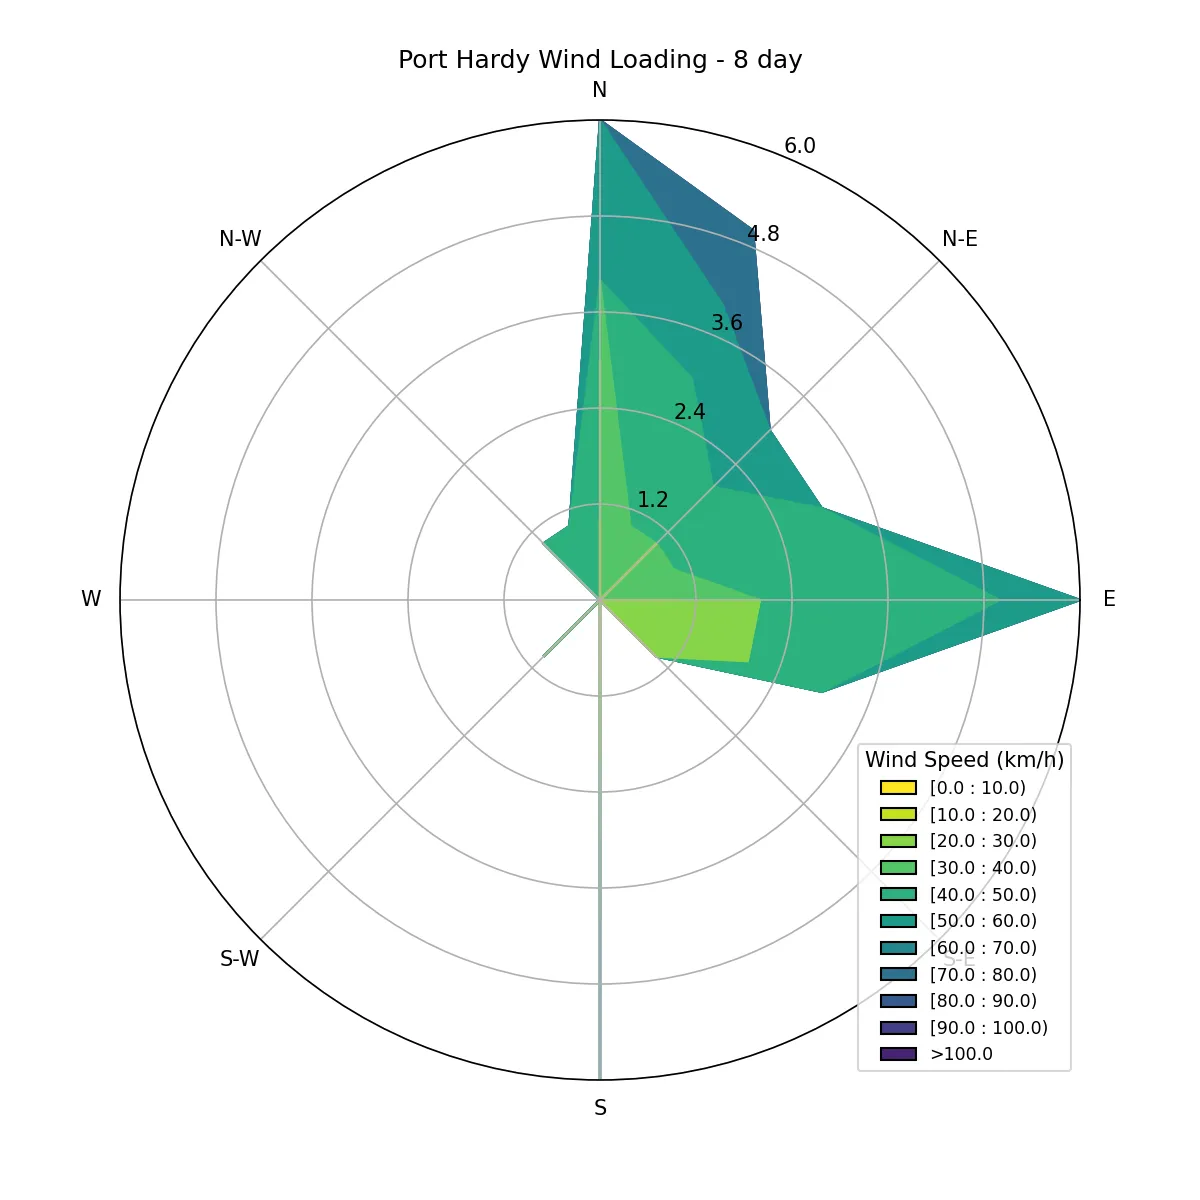 Port Hardy Wind Loading - 8 day
N
6.0
N-W
4.8
N-E
3.6
2.4
1.2
W
E
Wind Speed (km/h)
[0.0 : 10.0)
[10.0 : 20.0)
[20.0 : 30.0)
[30.0 : 40.0)
[40.0 : 50.0)
[50.0 : 60.0)
[60.0 : 70.0)
[70.0 : 80.0)
[80.0 : 90.0)
[90.0 : 100.0)
>100.0
S-W
S-E
S